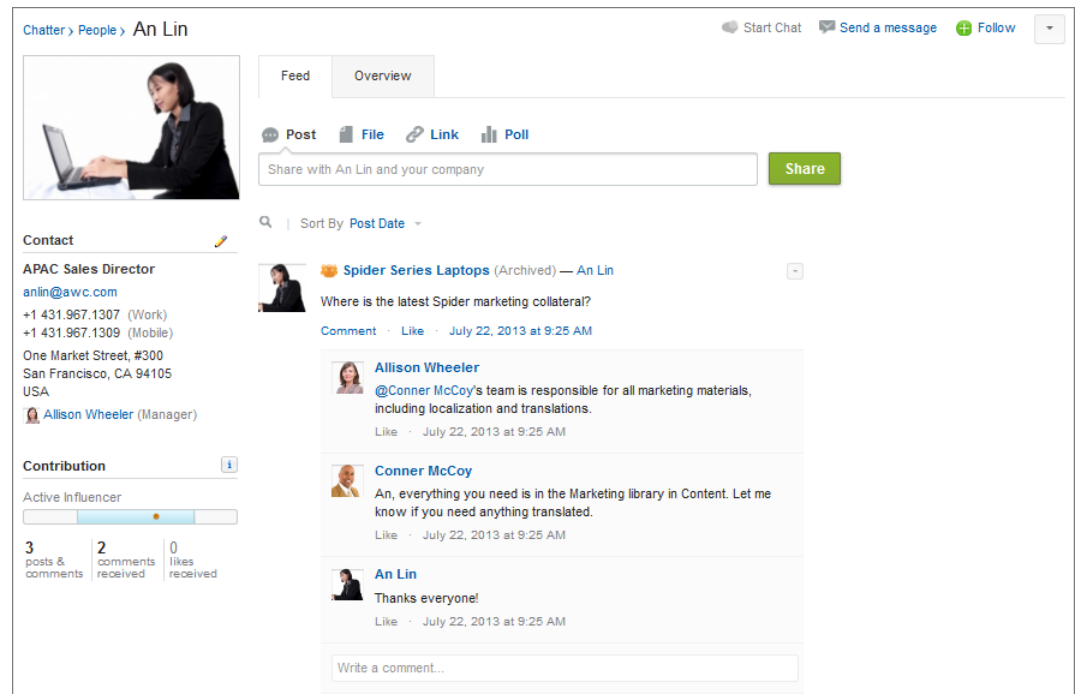 Chatter › People › An Lin
Start Chat
Send a message
Follow
Feed
Overview
Post
File
Link
Poll
Share with An Lin and your company
Share
Sort By Post Date
Contact
APAC Sales Director
anlin@awc.com
+1 431.967.1307 (Work)
+1 431.967.1309 (Mobile)
One Market Street, #300
San Francisco, CA 94105
USA
Allison Wheeler (Manager)
Contribution
i
Active Influencer
3
posts &
comments
2
comments
received
0
likes
received
Spider Series Laptops (Archived) — An Lin
Where is the latest Spider marketing collateral?
Comment · Like · July 22, 2013 at 9:25 AM
Allison Wheeler
@Conner McCoy's team is responsible for all marketing materials,
including localization and translations.
Like · July 22, 2013 at 9:25 AM
Conner McCoy
An, everything you need is in the Marketing library in Content. Let me
know if you need anything translated.
Like · July 22, 2013 at 9:25 AM
An Lin
Thanks everyone!
Like · July 22, 2013 at 9:25 AM
Write a comment...